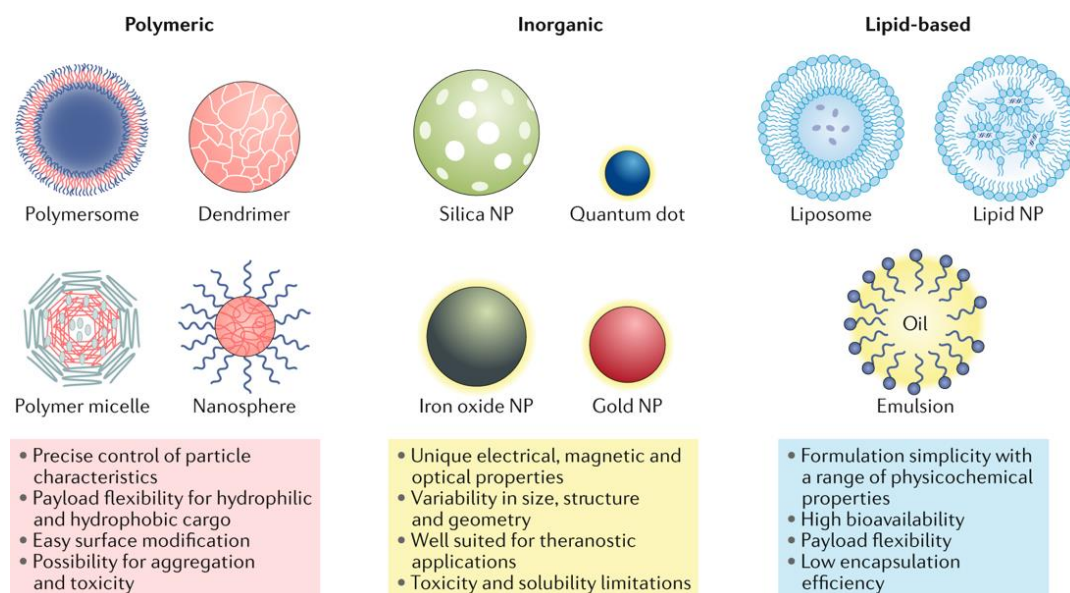 Polymeric
Polymersome
Dendrimer
Polymer micelle
Nanosphere
• Precise control of particle
characteristics
• Payload flexibility for hydrophilic
and hydrophobic cargo
• Easy surface modification
• Possibility for aggregation
and toxicity
Inorganic
Silica NP
Quantum dot
Iron oxide NP
Gold NP
• Unique electrical, magnetic and
optical properties
• Variability in size, structure
and geometry
• Well suited for theranostic
applications
• Toxicity and solubility limitations
Lipid-based
Liposome
Lipid NP
Oil
Emulsion
• Formulation simplicity with
a range of physicochemical
properties
• High bioavailability
• Payload flexibility
• Low encapsulation
efficiency